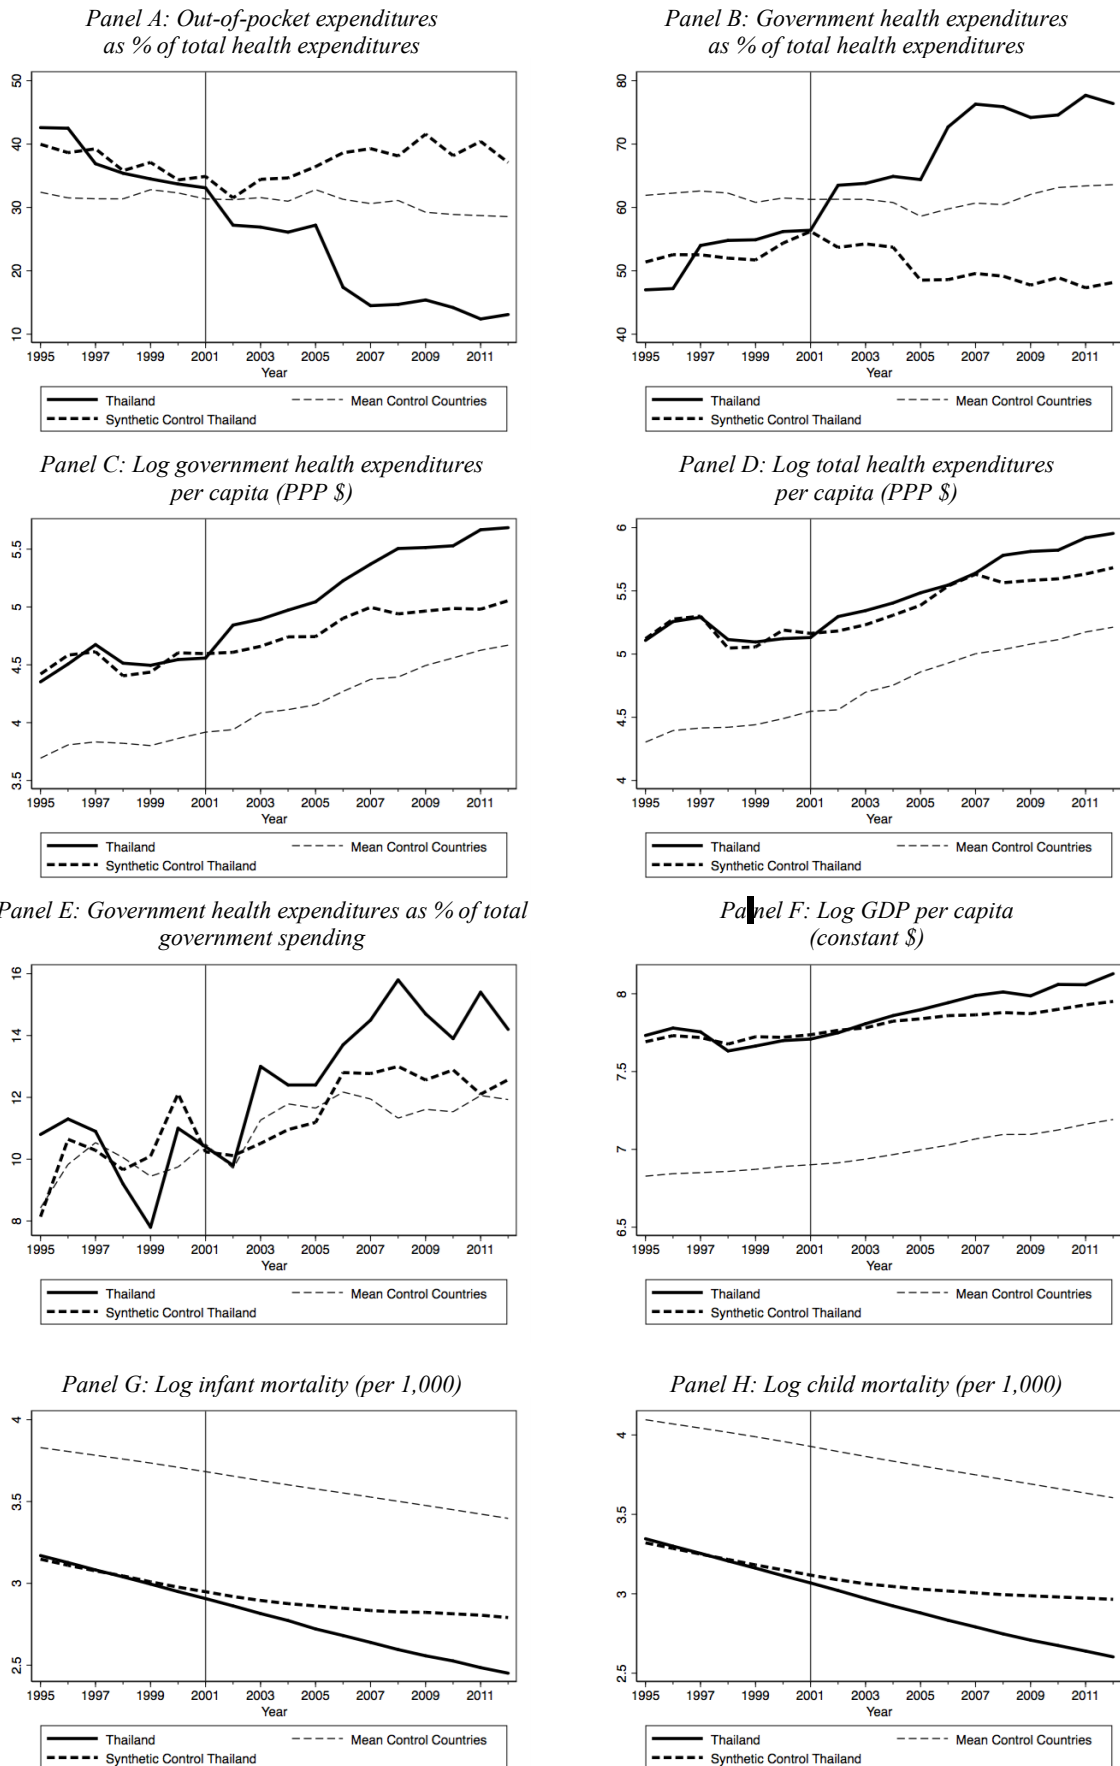 Panel A: Out-of-pocket expenditures
as % of total health expenditures
50
40
30
20
10
1995 1997 1999 2001 2003 2005 2007 2009 2011
Year
Thailand
Mean Control Countries
Synthetic Control Thailand
Panel B: Government health expenditures
as % of total health expenditures
80
70
60
50
40
1995 1997 1999 2001 2003 2005 2007 2009 2011
Year
Thailand
Mean Control Countries
Synthetic Control Thailand
Panel C: Log government health expenditures
per capita (PPP $)
5.5
5
4.5
4
3.5
1995 1997 1999 2001 2003 2005 2007 2009 2011
Year
Thailand
Mean Control Countries
Synthetic Control Thailand
Panel D: Log total health expenditures
per capita (PPP $)
6
5.5
5
4.5
4
1995 1997 1999 2001 2003 2005 2007 2009 2011
Year
Thailand
Mean Control Countries
Synthetic Control Thailand
Panel E: Government health expenditures as % of total
government spending
16
14
12
10
8
1995 1997 1999 2001 2003 2005 2007 2009 2011
Year
Thailand
Mean Control Countries
Synthetic Control Thailand
Panel F: Log GDP per capita
(constant $)
8
7.5
7
6.5
1995 1997 1999 2001 2003 2005 2007 2009 2011
Year
Thailand
Mean Control Countries
Synthetic Control Thailand
Panel G: Log infant mortality (per 1,000)
4
3.5
3
2.5
1995 1997 1999 2001 2003 2005 2007 2009 2011
Year
Thailand
Mean Control Countries
Synthetic Control Thailand
Panel H: Log child mortality (per 1,000)
4
3.5
3
2.5
1995 1997 1999 2001 2003 2005 2007 2009 2011
Year
Thailand
Mean Control Countries
Synthetic Control Thailand